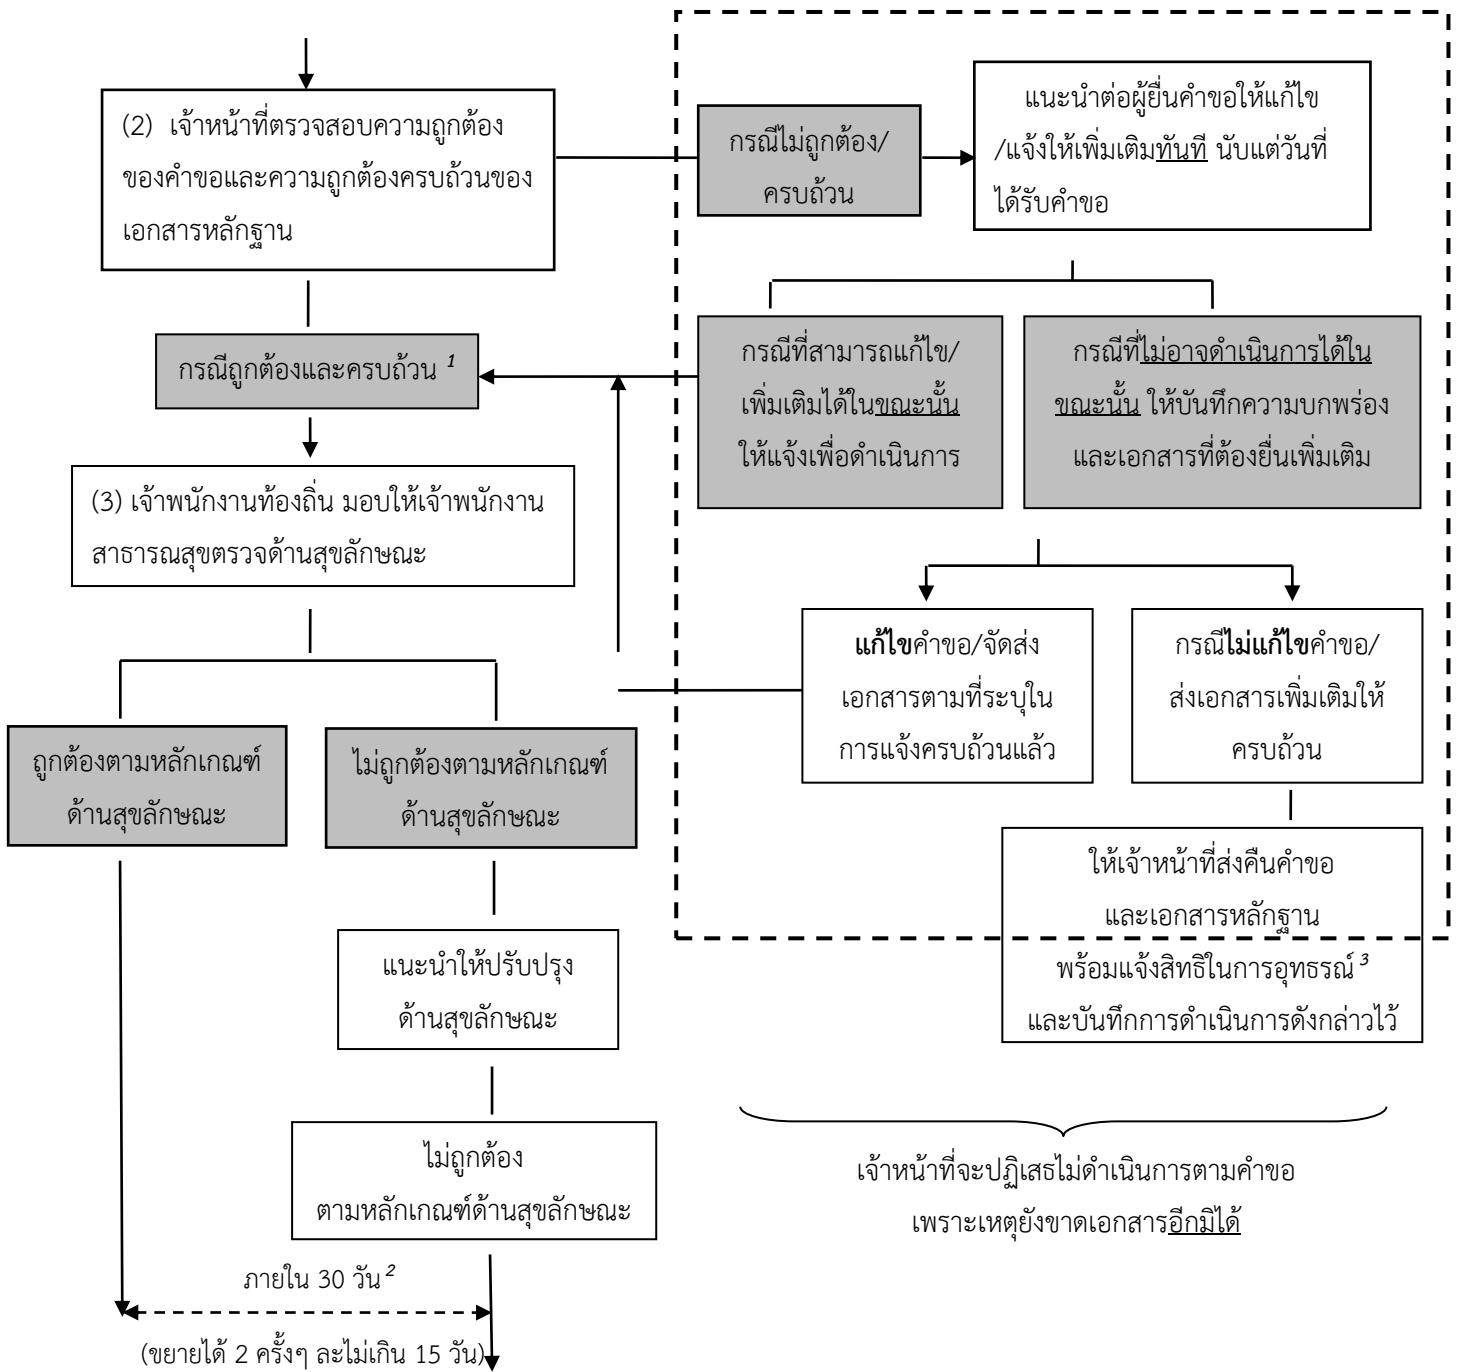 (2) เจ้าหน้าที่ตรวจสอบความถูกต้อง
ของคำขอและความถูกต้องครบถ้วนของ
เอกสารหลักฐาน
กรณีไม่ถูกต้อง/
ครบถ้วน
แนะนำต่อผู้ยื่นคำขอให้แก้ไข
/แจ้งให้เพิ่มเติมทันที นับแต่วันที่
ได้รับคำขอ
กรณีถูกต้องและครบถ้วน ¹
กรณีที่สามารถแก้ไข/
เพิ่มเติมได้ในขณะนั้น
ให้แจ้งเพื่อดำเนินการ
กรณีที่ไม่อาจดำเนินการได้ใน
ขณะนั้น ให้บันทึกความบกพร่อง
และเอกสารที่ต้องยื่นเพิ่มเติม
(3) เจ้าพนักงานท้องถิ่น มอบให้เจ้าพนักงาน
สาธารณสุขตรวจด้านสุขลักษณะ
แก้ไขคำขอ/จัดส่ง
เอกสารตามที่ระบุใน
การแจ้งครบถ้วนแล้ว
กรณีไม่แก้ไขคำขอ/
ส่งเอกสารเพิ่มเติมให้
ครบถ้วน
ถูกต้องตามหลักเกณฑ์
ด้านสุขลักษณะ
ไม่ถูกต้องตามหลักเกณฑ์
ด้านสุขลักษณะ
ให้เจ้าหน้าที่ส่งคืนคำขอ
และเอกสารหลักฐาน
พร้อมแจ้งสิทธิในการอุทธรณ์ ³
และบันทึกการดำเนินการดังกล่าวไว้
แนะนำให้ปรับปรุง
ด้านสุขลักษณะ
ไม่ถูกต้อง
ตามหลักเกณฑ์ด้านสุขลักษณะ
เจ้าหน้าที่จะปฏิเสธไม่ดำเนินการตามคำขอ
เพราะเหตุยังขาดเอกสารอีกมิได้
ภายใน 30 วัน ²
(ขยายได้ 2 ครั้งๆ ละไม่เกิน 15 วัน)